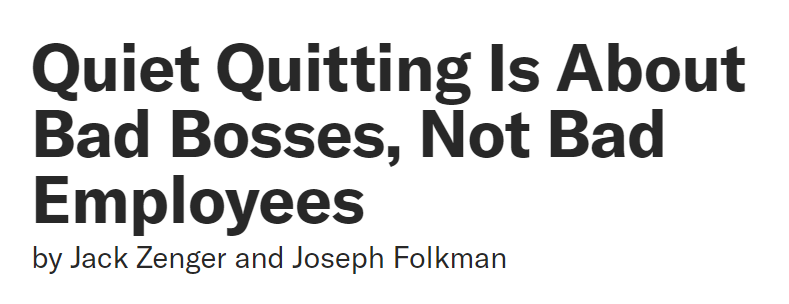 Quiet Quitting Is About
Bad Bosses, Not Bad
Employees
by Jack Zenger and Joseph Folkman